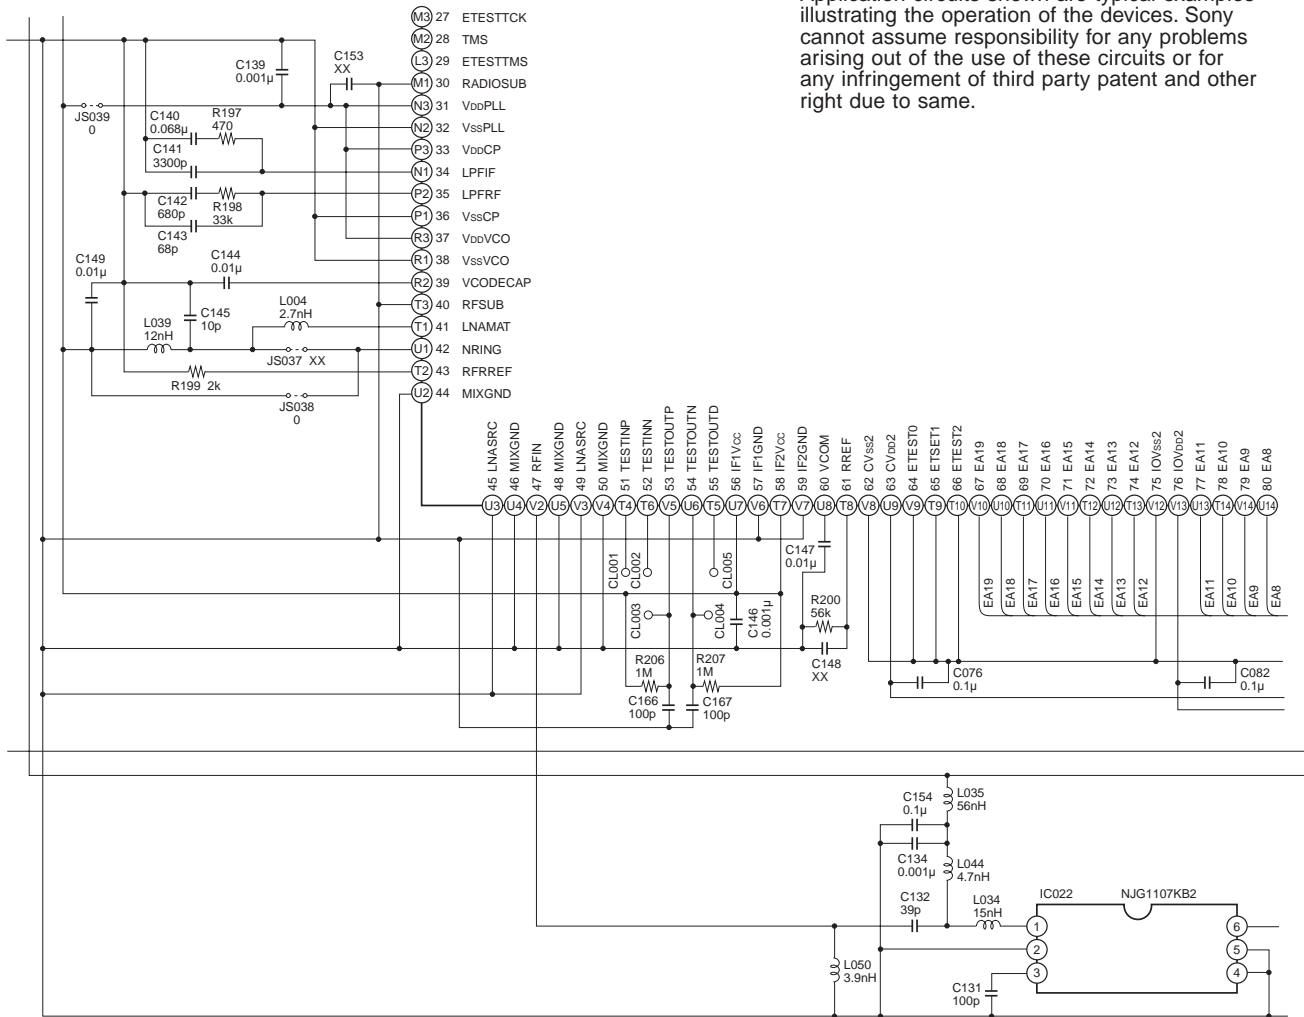 Application circuits shown are typical examples
illustrating the operation of the devices. Sony
cannot assume responsibility for any problems
arising out of the use of these circuits or for
any infringement of third party patent and other
right due to same.
M3 27 ETESTTCK
M2 28 TMS
L3 29 ETESTTMS
M1 30 RADIOSUB
N3 31 VDDPLL
N2 32 VssPLL
P3 33 VDDCP
N1 34 LPFIF
P2 35 LPFRF
P1 36 VssCP
R3 37 VDDVCO
R1 38 VssVCO
R2 39 VCODECAP
T3 40 RFSUB
T1 41 LNAMAT
U1 42 NRING
T2 43 RFRREF
U2 44 MIXGND
C139
0.001µ
C153
XX
JS039
0
C140
0.068µ
R197
470
C141
3300p
C142
680p
R198
33k
C143
68p
C149
0.01µ
C144
0.01µ
C145
10p
L004
2.7nH
L039
12nH
JS037 XX
R199 2k
JS038
0
45 LNASRC
46 MIXGND
47 RFIN
48 MIXGND
49 LNASRC
50 MIXGND
51 TESTINP
52 TESTINN
53 TESTOUTP
54 TESTOUTN
55 TESTOUTD
56 IF1Vcc
57 IF1GND
58 IF2Vcc
59 IF2GND
60 VCOM
61 RREF
62 CVss2
63 CVDD2
64 ETEST0
65 ETSET1
66 ETEST2
67 EA19
68 EA18
69 EA17
70 EA16
71 EA15
72 EA14
73 EA13
74 EA12
75 IOVss2
76 IOVDD2
77 EA11
78 EA10
79 EA9
80 EA8
U3 U4 V2 U5 V3 V4 T4 T6 V5 U6 T5 U7 V6 T7 V7 U8 T8 V8 U9 V9 T9 T10 V10 U10 T11 U11 V11 T12 U12 T13 V12 V13 U13 T14 V14 U14
CL001
CL002
CL003
CL004
CL005
C146
0.001µ
C147
0.01µ
R200
56k
C148
XX
R206
1M
R207
1M
C166
100p
C167
100p
EA19
EA18
EA17
EA16
EA15
EA14
EA13
EA12
EA11
EA10
EA9
EA8
C076
0.1µ
C082
0.1µ
C154
0.1µ
L035
56nH
C134
0.001µ
L044
4.7nH
C132
39p
L034
15nH
L050
3.9nH
C131
100p
IC022 NJG1107KB2
1 6
2 5
3 4